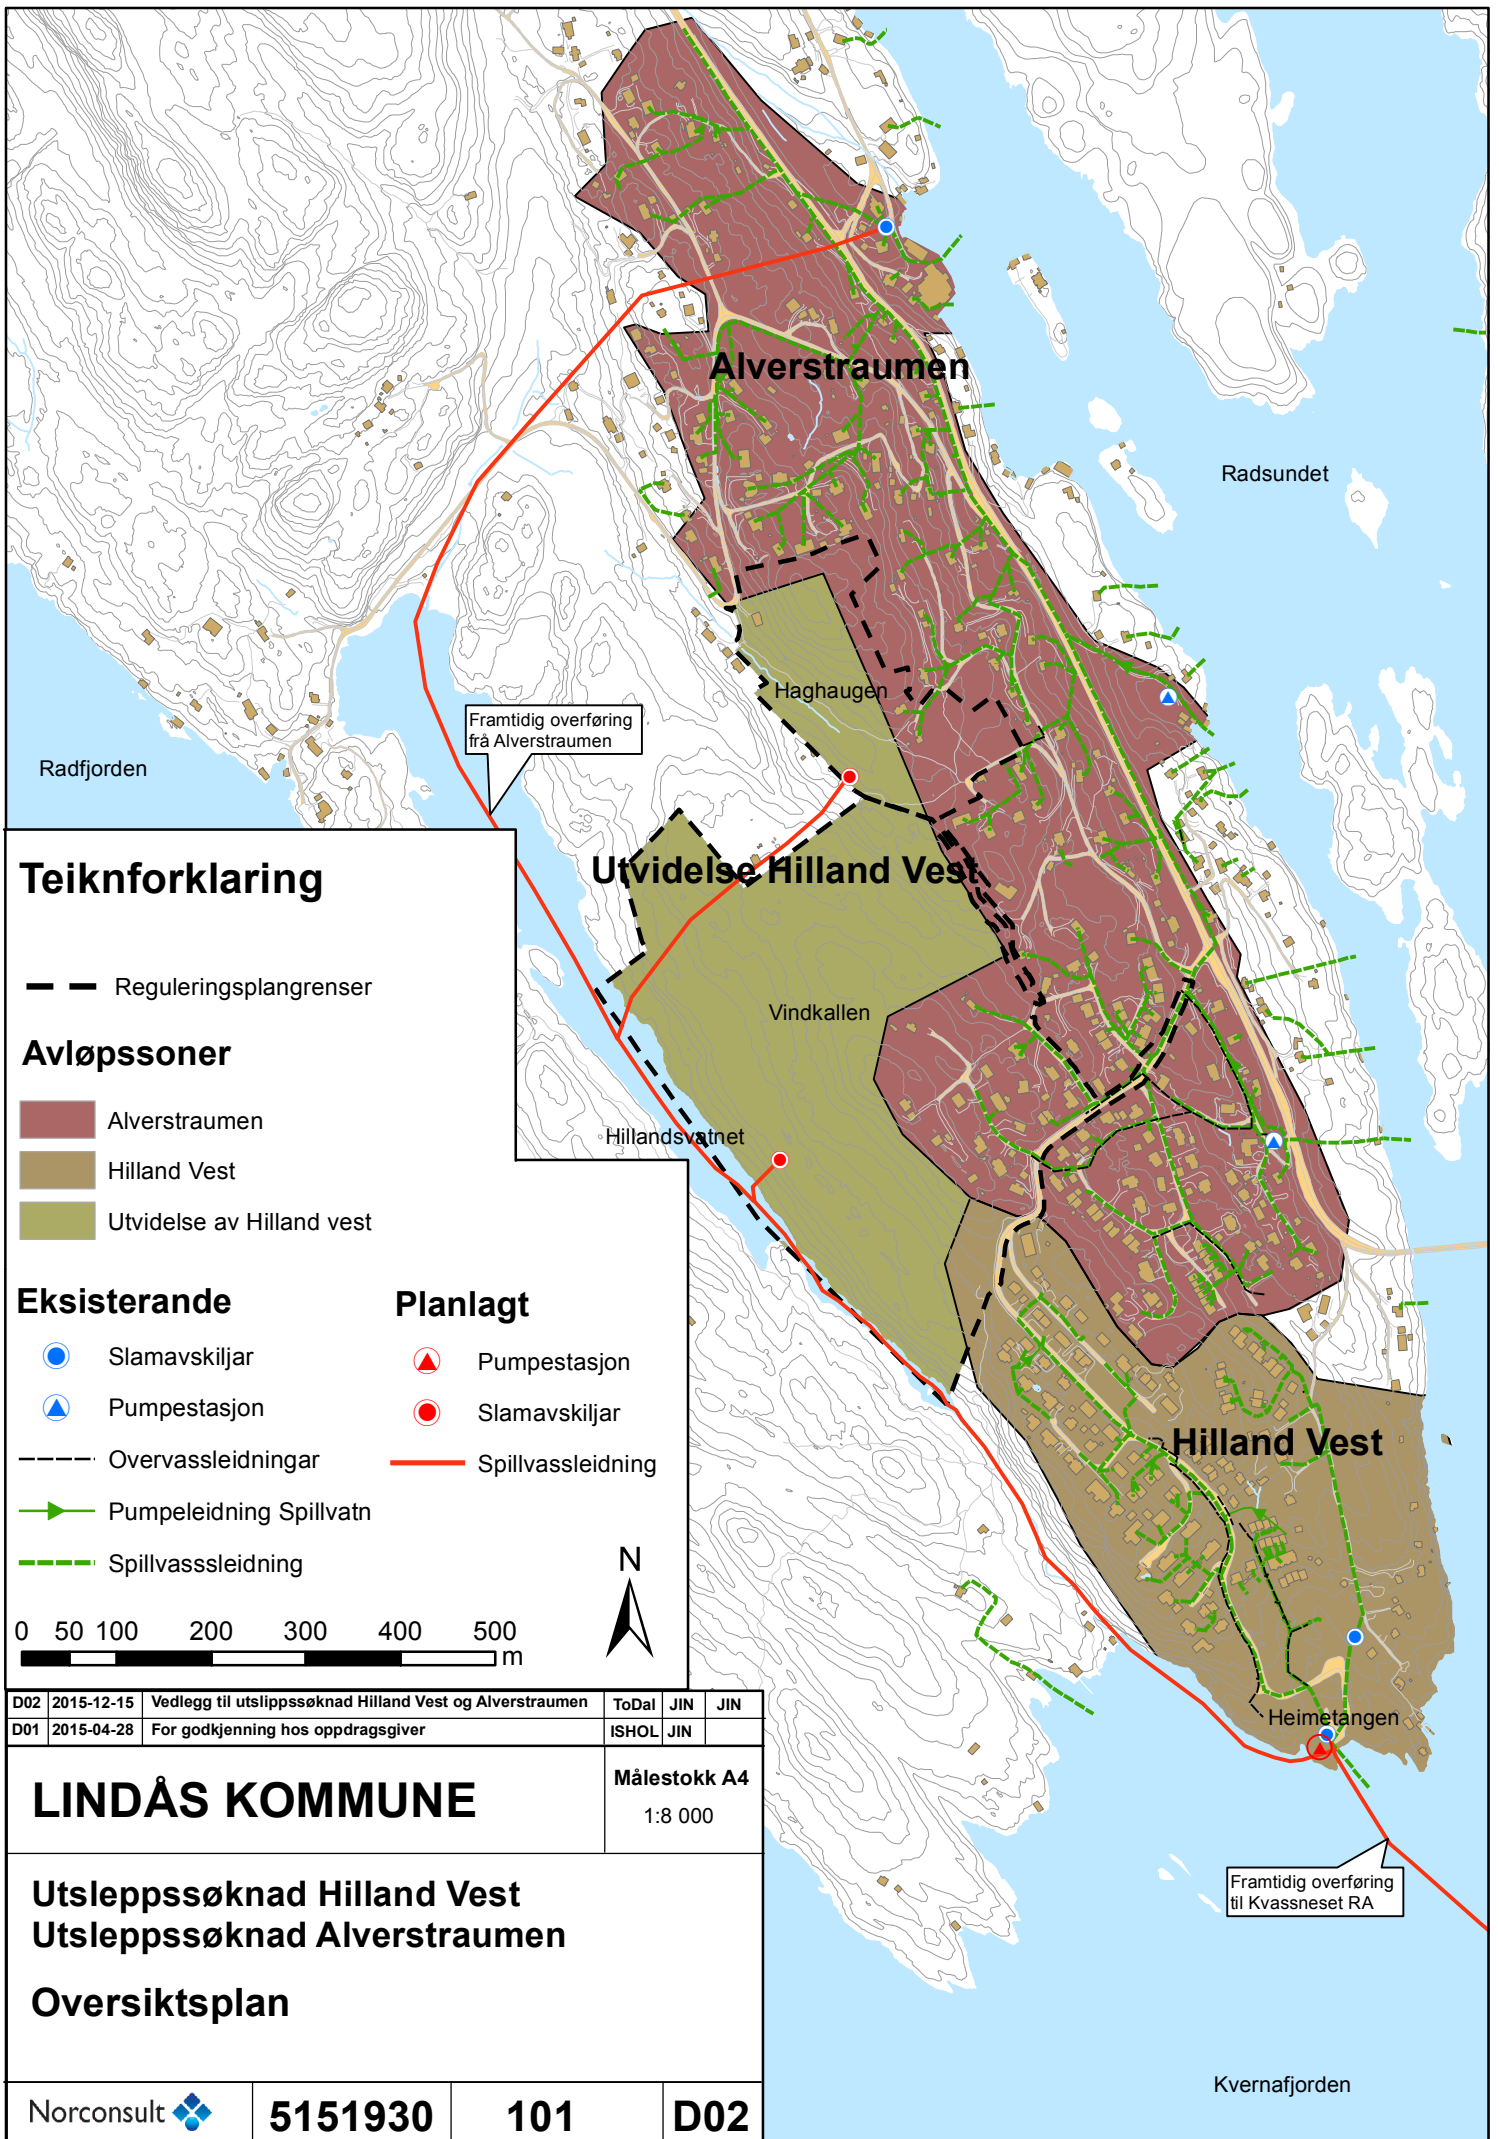 Alverstraumen
Radsundet
Haghaugen
Framtidig overføring
frå Alverstraumen
Radfjorden
Utvidelse Hilland Vest
Vindkallen
Hillandsvatnet
Hilland Vest
Heimetangen
Framtidig overføring
til Kvassneset RA
Kvernafjorden
Teiknforklaring
Reguleringsplangrenser
Avløpssoner
Alverstraumen
Hilland Vest
Utvidelse av Hilland vest
Eksisterande
Slamavskiljar
Pumpestasjon
Overvassleidningar
Pumpeleidning Spillvatn
Spillvasssleidning
Planlagt
Pumpestasjon
Slamavskiljar
Spillvassleidning
N
0 50 100 200 300 400 500
m
D02 2015-12-15 Vedlegg til utslippssøknad Hilland Vest og Alverstraumen ToDal JIN JIN
D01 2015-04-28 For godkjenning hos oppdragsgiver ISHOL JIN
LINDÅS KOMMUNE
Målestokk A4
1:8 000
Utsleppssøknad Hilland Vest
Utsleppssøknad Alverstraumen
Oversiktsplan
Norconsult 5151930 101 D02